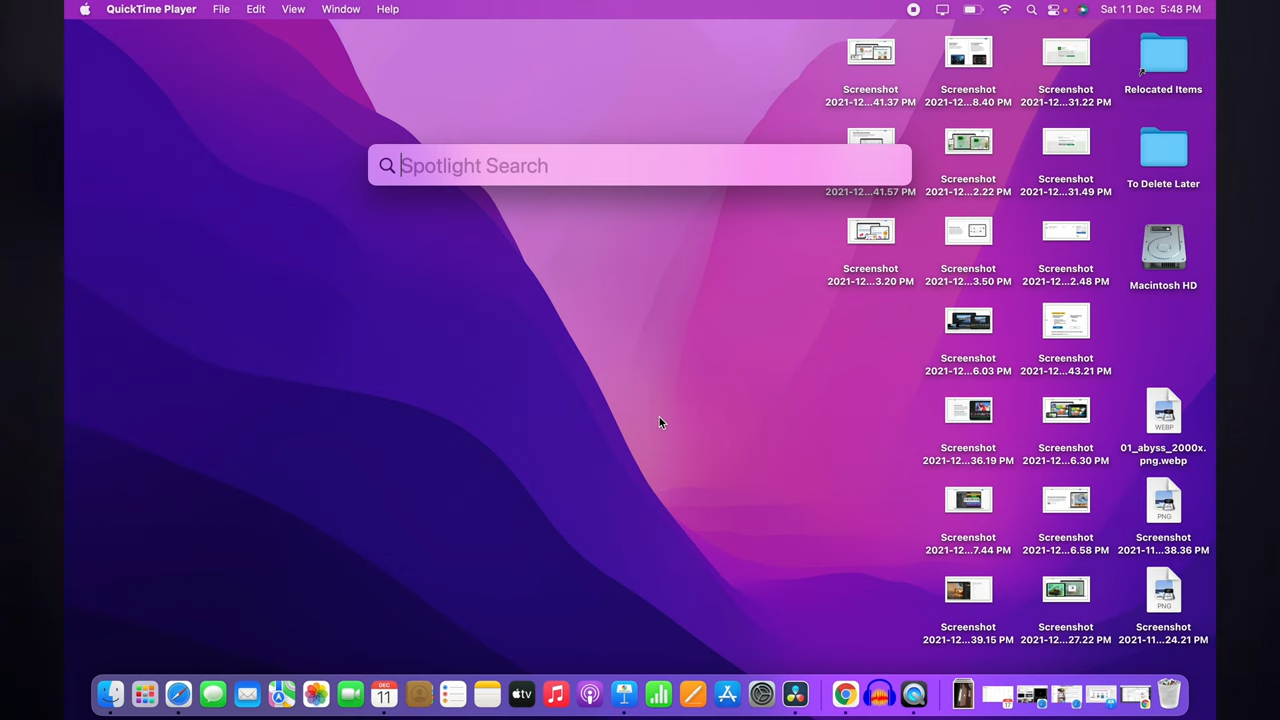 QuickTime Player File Edit View Window Help Sat 11 Dec 5:48 PM
Spotlight Search
Screenshot
2021-12...41.37 PM
Screenshot
2021-12...8.40 PM
Screenshot
2021-12...31.22 PM
Relocated Items
2021-12...41.57 PM
Screenshot
2021-12...2.22 PM
Screenshot
2021-12...31.49 PM
To Delete Later
Screenshot
2021-12...3.20 PM
Screenshot
2021-12...3.50 PM
Screenshot
2021-12...2.48 PM
Macintosh HD
Screenshot
2021-12...6.03 PM
Screenshot
2021-12...43.21 PM
Screenshot
2021-12...36.19 PM
Screenshot
2021-12...6.30 PM
WEBP
01_abyss_2000x.
png.webp
Screenshot
2021-12...7.44 PM
Screenshot
2021-12...6.58 PM
PNG
Screenshot
2021-11...38.36 PM
Screenshot
2021-12...39.15 PM
Screenshot
2021-12...27.22 PM
PNG
Screenshot
2021-11...24.21 PM
DEC
11
tv